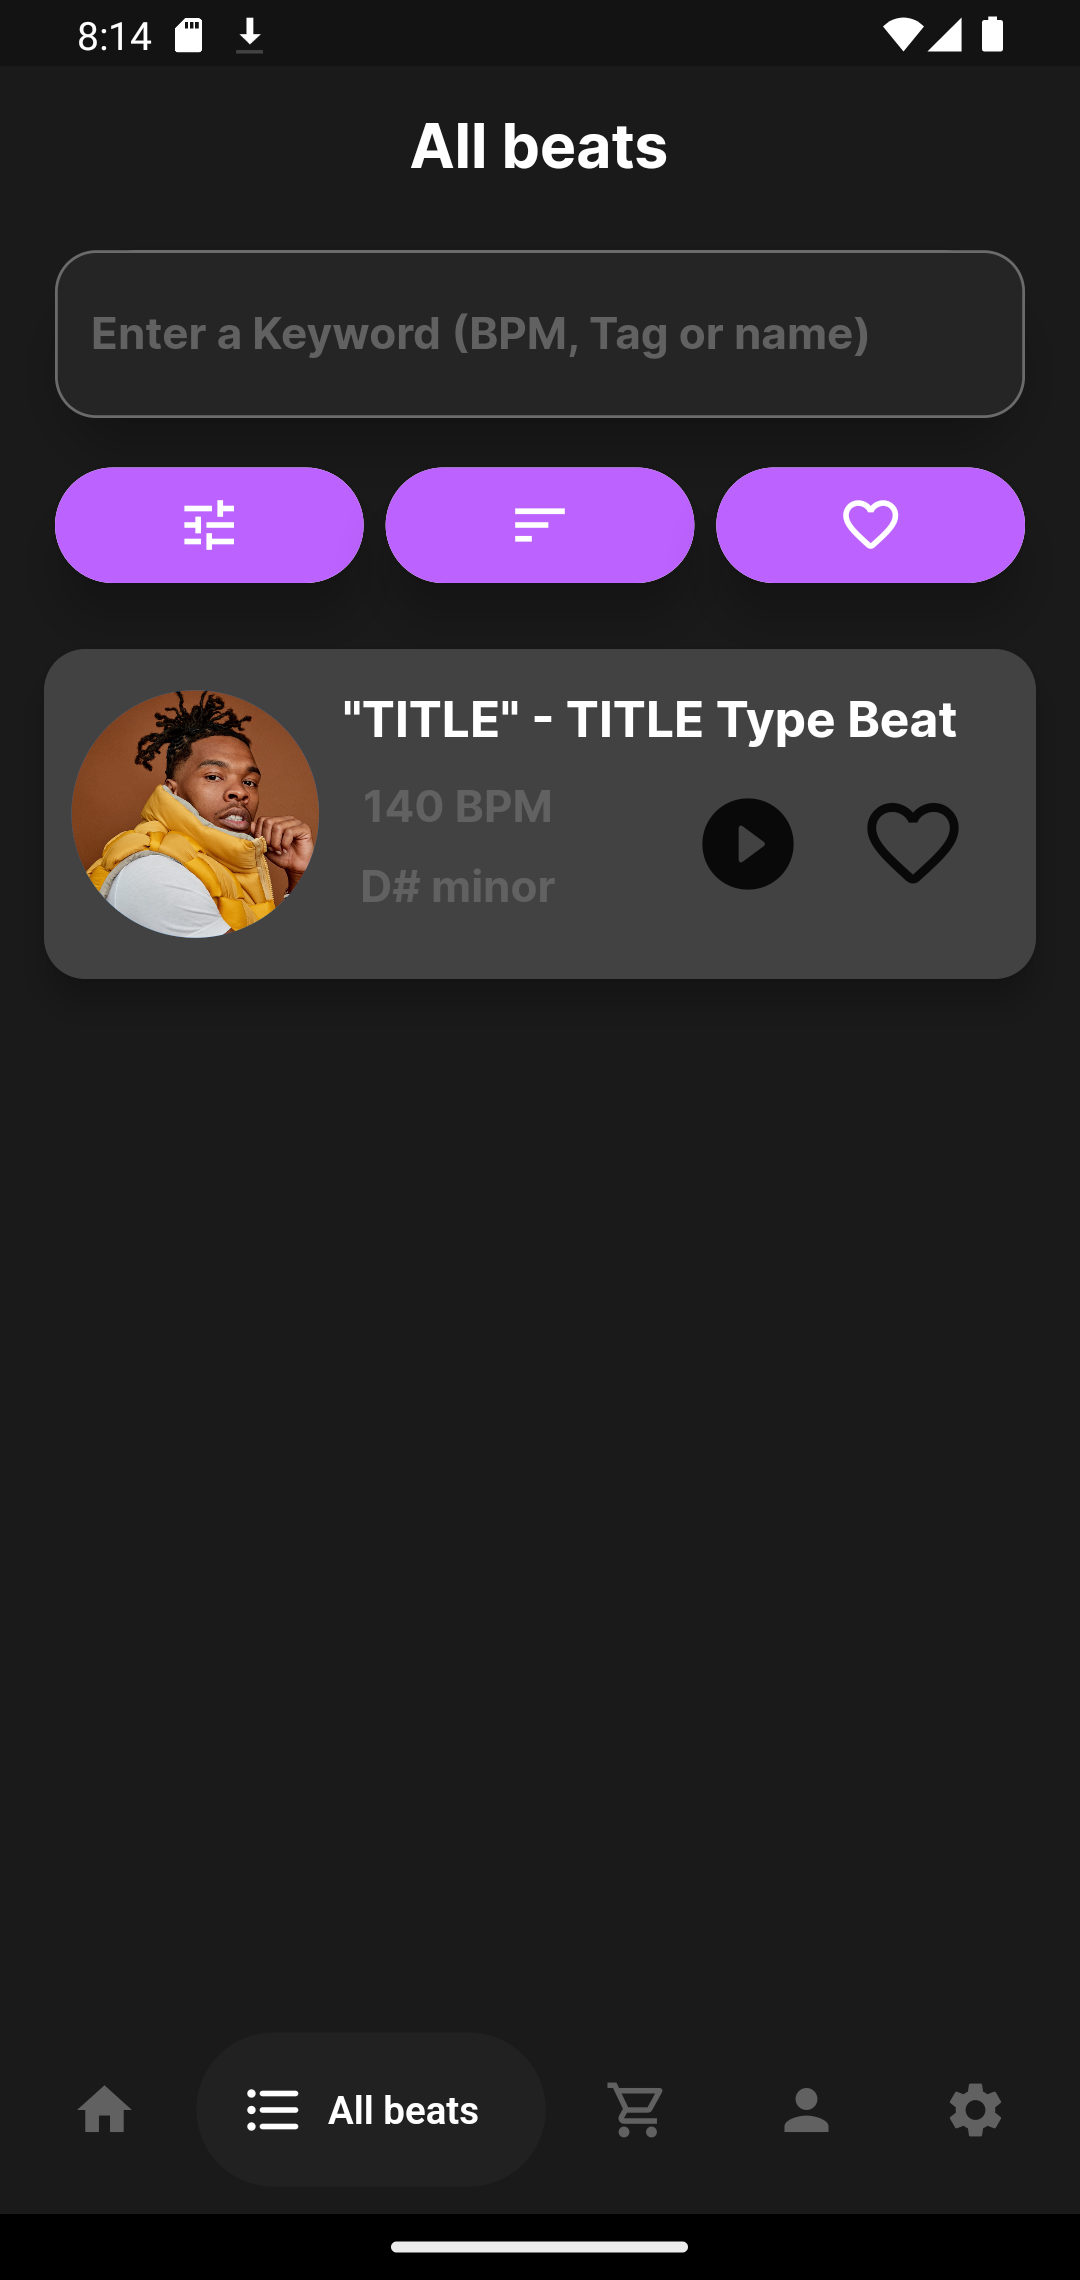 8:14
All beats
Enter a Keyword (BPM, Tag or name)
"TITLE" - TITLE Type Beat
140 BPM
D# minor
All beats